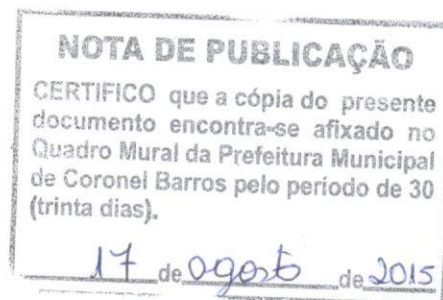 NOTA DE PUBLICAÇÃO
CERTIFICO que a cópia do presente
documento encontra-se afixado no
Quadro Mural da Prefeitura Municipal
de Coronel Barros pelo período de 30
(trinta dias).
17 de agosto de 2015